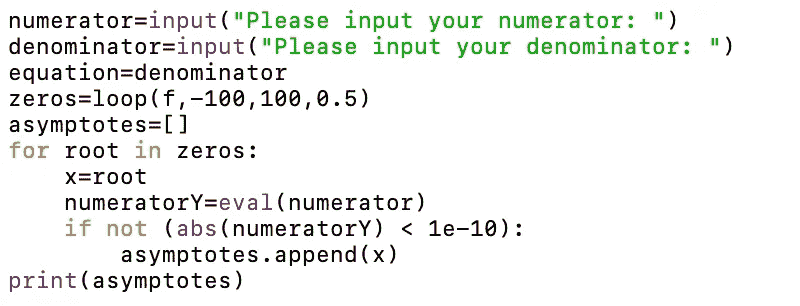 numerator=input("Please input your numerator: ")
denominator=input("Please input your denominator: ")
equation=denominator
zeros=loop(f,-100,100,0.5)
asymptotes=[]
for root in zeros:
    x=root
    numeratorY=eval(numerator)
    if not (abs(numeratorY) < 1e-10):
        asymptotes.append(x)
print(asymptotes)